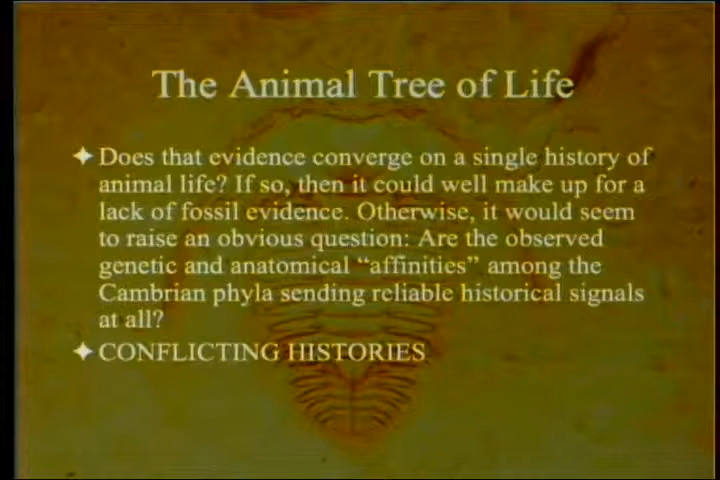 The Animal Tree of Life
Does that evidence converge on a single history of
animal life? If so, then it could well make up for a
lack of fossil evidence. Otherwise, it would seem
to raise an obvious question: Are the observed
genetic and anatomical “affinities” among the
Cambrian phyla sending reliable historical signals
at all?
CONFLICTING HISTORIES